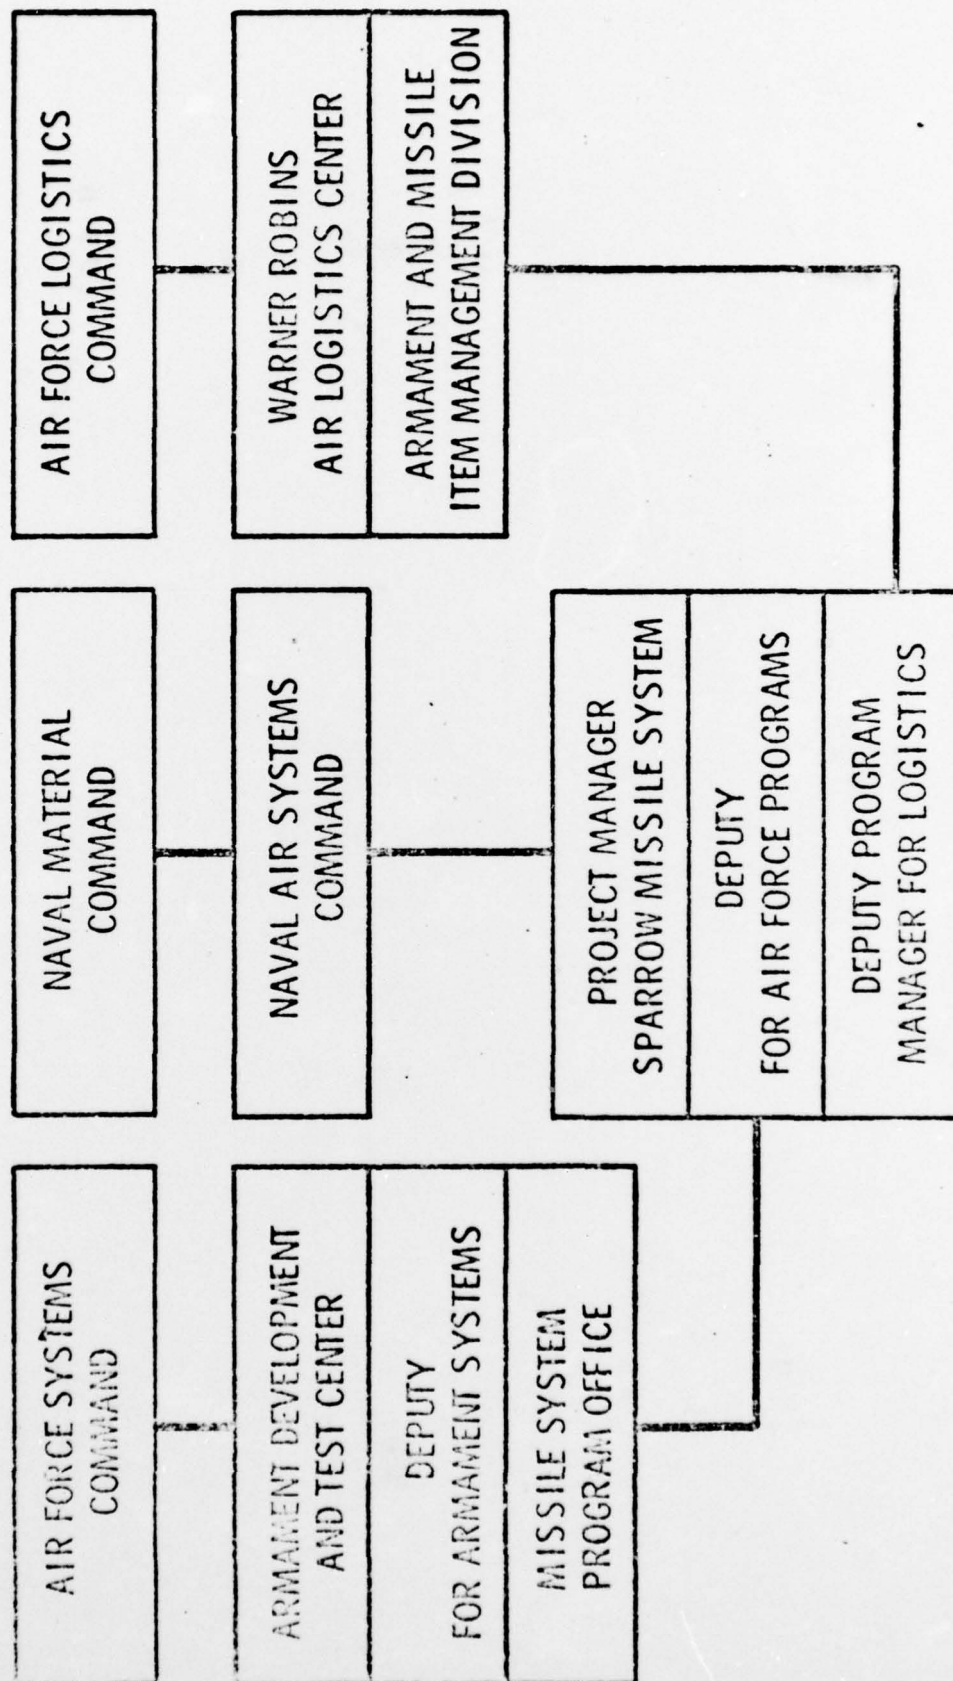 AIR FORCE SYSTEMS
COMMAND
ARMAMENT DEVELOPMENT
AND TEST CENTER
DEPUTY
FOR ARMAMENT SYSTEMS
MISSILE SYSTEM
PROGRAM OFFICE
NAVAL MATERIAL
COMMAND
NAVAL AIR SYSTEMS
COMMAND
PROJECT MANAGER
SPARROW MISSILE SYSTEM
DEPUTY
FOR AIR FORCE PROGRAMS
DEPUTY PROGRAM
MANAGER FOR LOGISTICS
AIR FORCE LOGISTICS
COMMAND
WARNER ROBINS
AIR LOGISTICS CENTER
ARMAMENT AND MISSILE
ITEM MANAGEMENT DIVISION